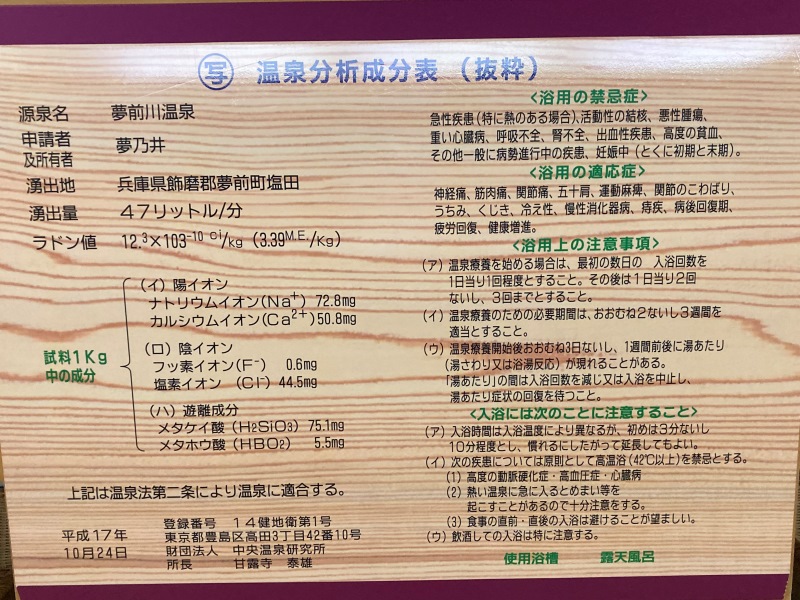 写 温泉分析成分表（抜粋）
源泉名 夢前川温泉
申請者
及所有者 夢乃井
湧出地 兵庫県飾磨郡夢前町塩田
湧出量 47リットル/分
ラドン値 12.³×103⁻¹⁰ ᶜⁱ/kg (3.39ᴹ·ᴱ·/Kg)
試料1Kg
中の成分
(イ) 陽イオン
ナトリウムイオン(Na⁺) 72.8mg
カルシウムイオン(Ca²⁺) 50.8mg
(ロ) 陰イオン
フッ素イオン(F⁻) 0.6mg
塩素イオン (Cl⁻) 44.5mg
(ハ) 遊離成分
メタケイ酸 (H₂SiO₃) 75.1mg
メタホウ酸 (HBO₂) 5.5mg
上記は温泉法第二条により温泉に適合する。
平成17年
10月24日
登録番号 14健地衛第1号
東京都豊島区高田3丁目42番10号
財団法人 中央温泉研究所
所長 甘露寺 泰雄
<浴用の禁忌症>
急性疾患(特に熱のある場合)、活動性の結核、悪性腫瘍、
重い心臓病、呼吸不全、腎不全、出血性疾患、高度の貧血、
その他一般に病勢進行中の疾患、妊娠中(とくに初期と末期)。
<浴用の適応症>
神経痛、筋肉痛、関節痛、五十肩、運動麻痺、関節のこわばり、
うちみ、くじき、冷え性、慢性消化器病、痔疾、病後回復期、
疲労回復、健康増進。
<浴用上の注意事項>
(ア) 温泉療養を始める場合は、最初の数日の 入浴回数を
1日当り1回程度とすること。その後は1日当り2回
ないし、3回までとすること。
(イ) 温泉療養のための必要期間は、おおむね2ないし3週間を
適当とすること。
(ウ) 温泉療養開始後おおむね3日ないし、1週間前後に湯あたり
(湯さわり又は浴湯反応)が現れることがある。
「湯あたり」の間は入浴回数を減じ又は入浴を中止し、
湯あたり症状の回復を待つこと。
<入浴には次のことに注意すること>
(ア) 入浴時間は入浴温度により異なるが、初めは3分ないし
10分程度とし、慣れるにしたがって延長してもよい。
(イ) 次の疾患については原則として高温浴(42℃以上)を禁忌とする。
(1) 高度の動脈硬化症・高血圧症・心臓病
(2) 熱い温泉に急に入るとめまい等を
起こすことがあるので十分注意をする。
(3) 食事の直前・直後の入浴は避けることが望ましい。
(ウ) 飲酒しての入浴は特に注意する。
使用浴槽 露天風呂